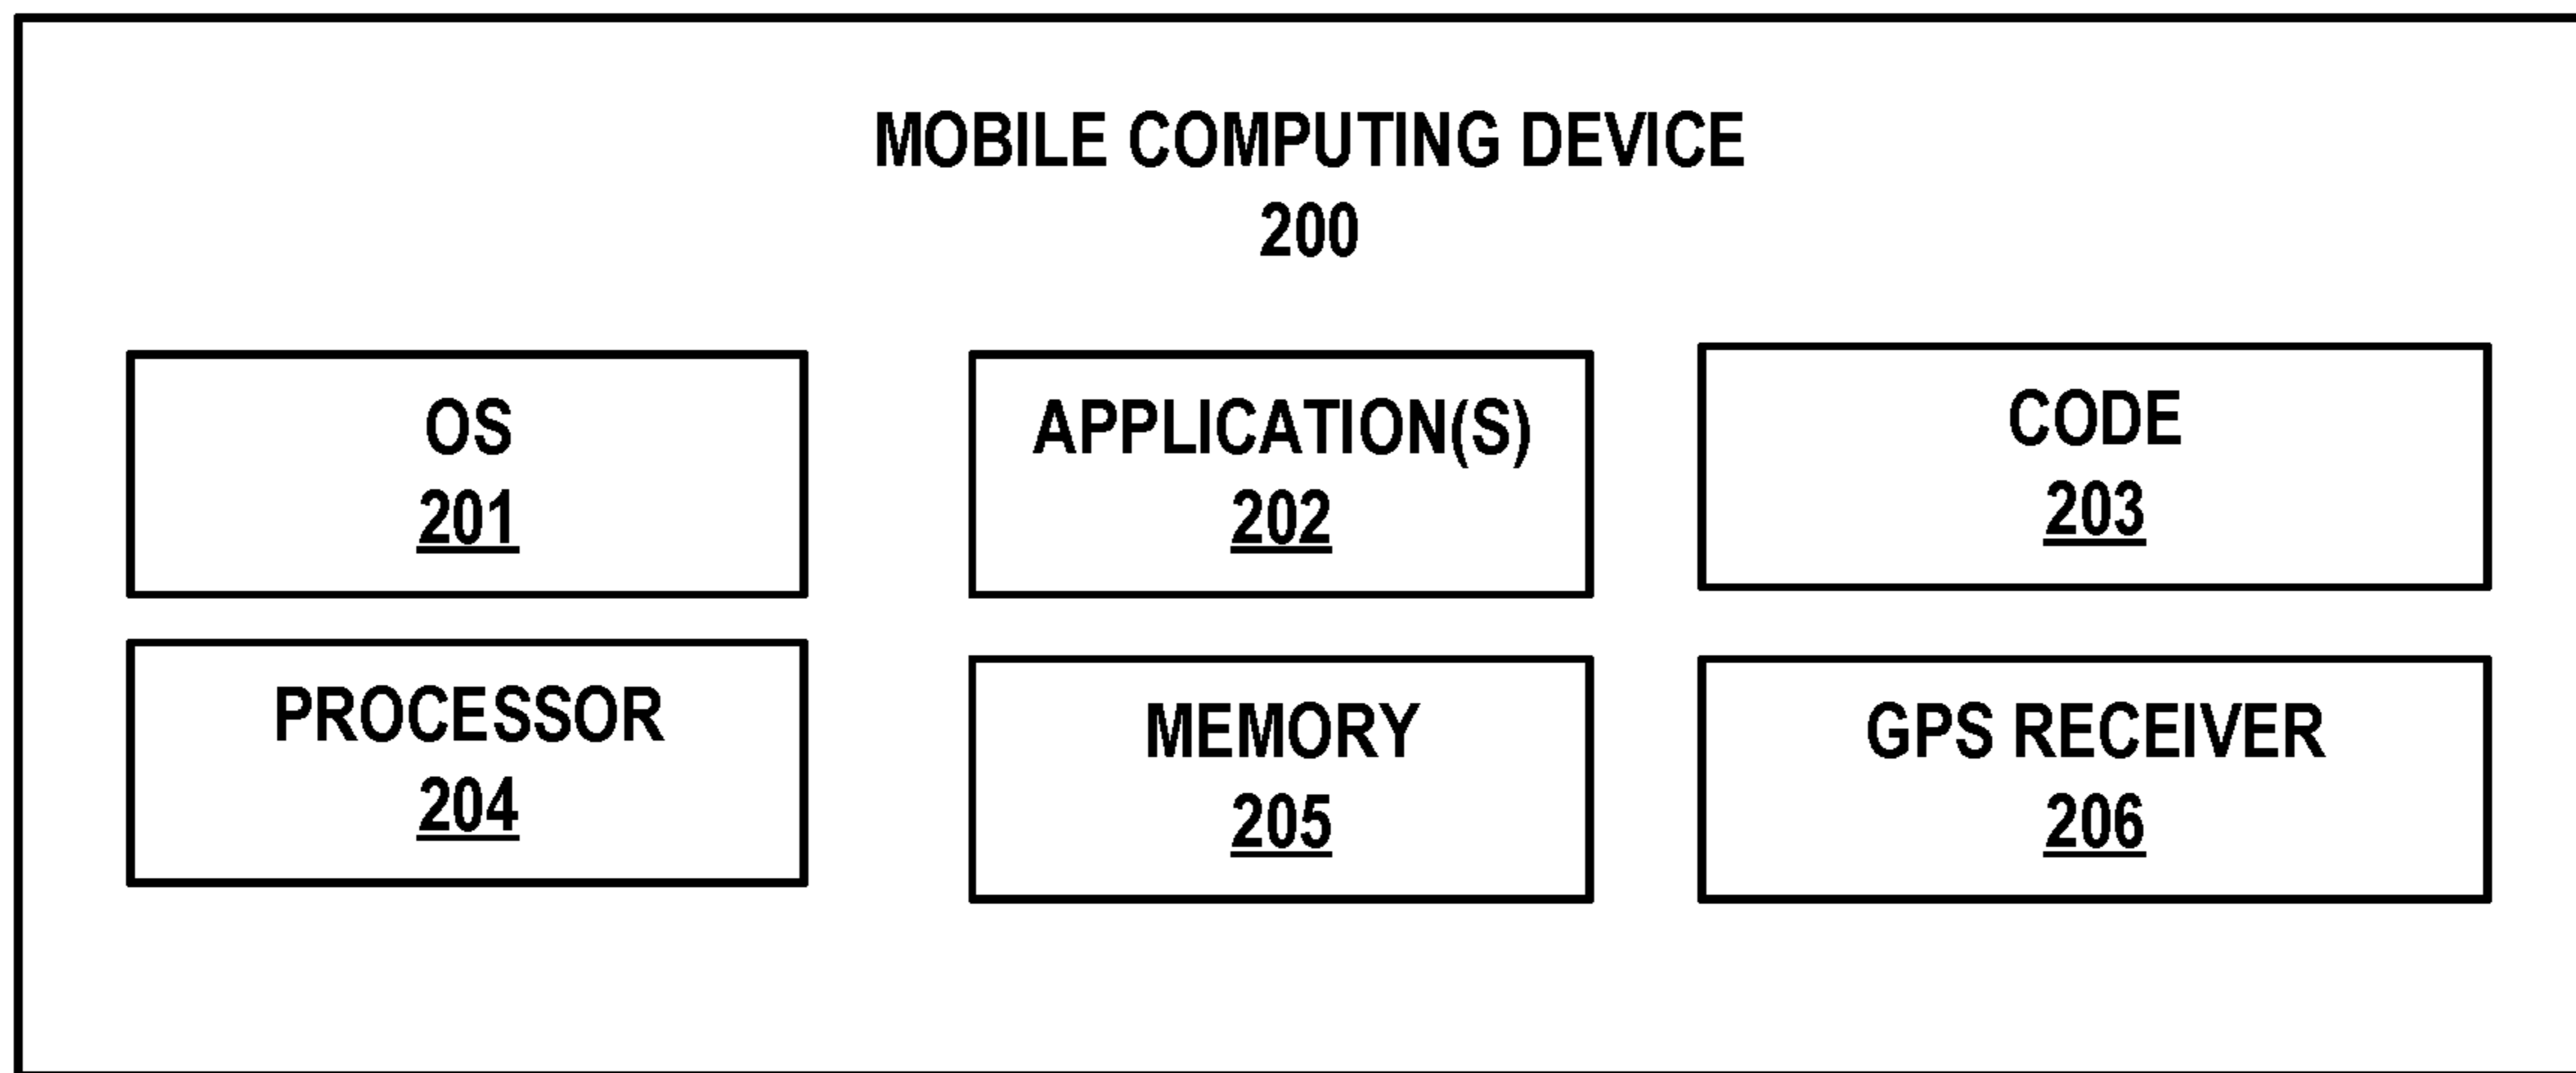 MOBILE COMPUTING DEVICE
200
OS
201
APPLICATION(S)
202
CODE
203
PROCESSOR
204
MEMORY
205
GPS RECEIVER
206